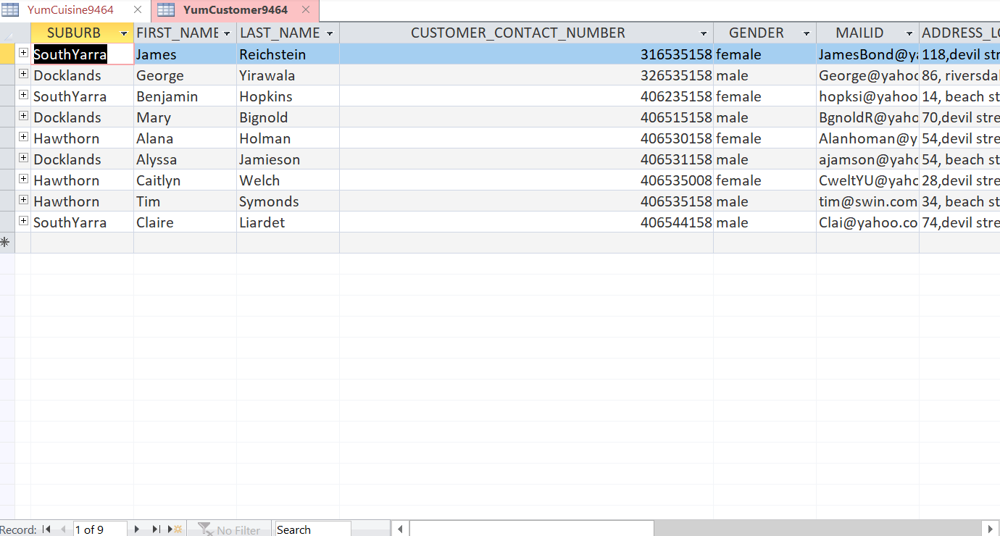 YumCuisine9464 YumCustomer9464
SUBURB FIRST_NAME LAST_NAME CUSTOMER_CONTACT_NUMBER GENDER MAILID ADDRESS_LO
SouthYarra James Reichstein 316535158 female JamesBond@ya 118,devil str
Docklands George Yirawala 326535158 male George@yahoo 86, riversdal
SouthYarra Benjamin Hopkins 406235158 female hopksi@yahoo 14, beach st
Docklands Mary Bignold 406515158 male BgnoldR@yaho 70,devil stre
Hawthorn Alana Holman 406530158 female Alanhoman@y 54,devil stre
Docklands Alyssa Jamieson 406531158 male ajamson@yaho 54, beach st
Hawthorn Caitlyn Welch 406535008 female CweltYU@yaho 28,devil stre
Hawthorn Tim Symonds 406535158 male tim@swin.com 34, beach st
SouthYarra Claire Liardet 406544158 male Clai@yahoo.co 74,devil stre
Record: 1 of 9 No Filter Search